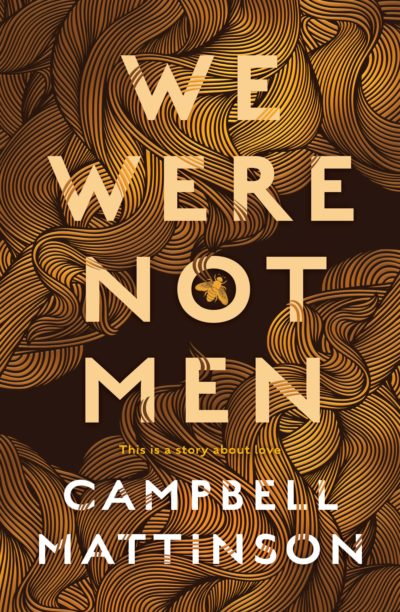 WE
WERE
NOT
MEN
This is a story about love
CAMPBELL
MATTINSON